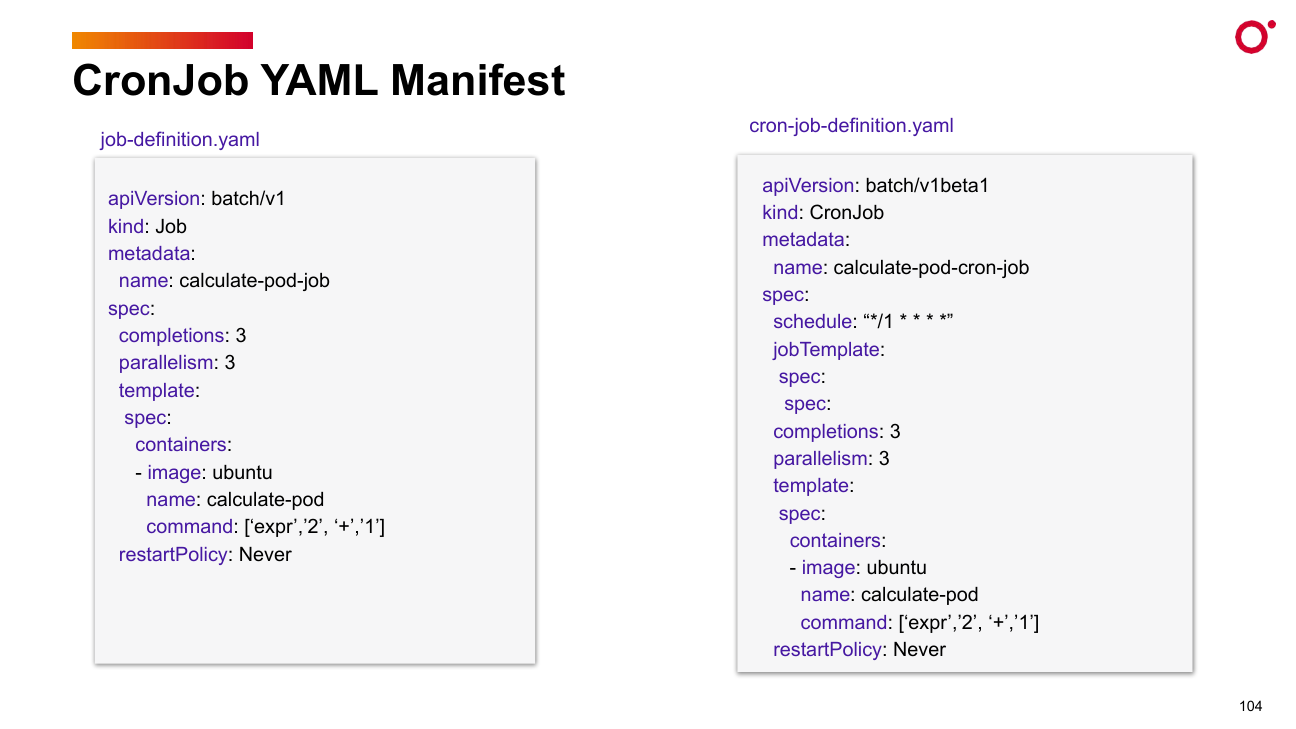 CronJob YAML Manifest
job-definition.yaml
apiVersion: batch/v1
kind: Job
metadata:
  name: calculate-pod-job
spec:
  completions: 3
  parallelism: 3
  template:
   spec:
     containers:
     - image: ubuntu
       name: calculate-pod
       command: [‘expr’,’2’, ‘+’,’1’]
  restartPolicy: Never
cron-job-definition.yaml
apiVersion: batch/v1beta1
kind: CronJob
metadata:
  name: calculate-pod-cron-job
spec:
  schedule: “*/1 * * * *”
  jobTemplate:
   spec:
    spec:
  completions: 3
  parallelism: 3
  template:
   spec:
     containers:
     - image: ubuntu
       name: calculate-pod
       command: [‘expr’,’2’, ‘+’,’1’]
  restartPolicy: Never
104